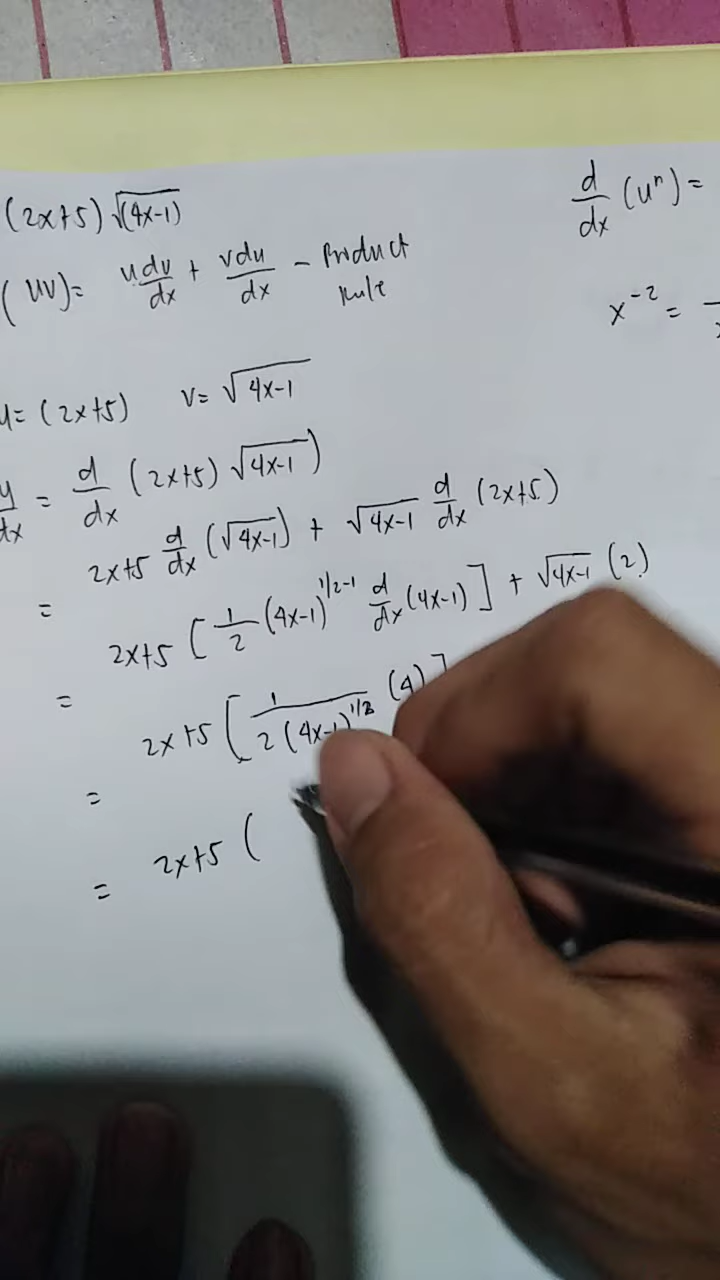 (2x+5) √(4x-1)
d/dx (uⁿ) =
(uv) = udv/dx + vdu/dx - Product Rule
x⁻² =
u = (2x+5) v = √4x-1
y/dx = d/dx (2x+5) √4x-1)
2x+5 d/dx (√4x-1) + √4x-1 d/dx (2x+5)
= 2x+5 [1/2 (4x-1)^1/2-1 d/dx (4x-1)] + √4x-1 (2)
= 2x+5 [1/2(4x-1)^1/2 (4)]
=
= 2x+5 (